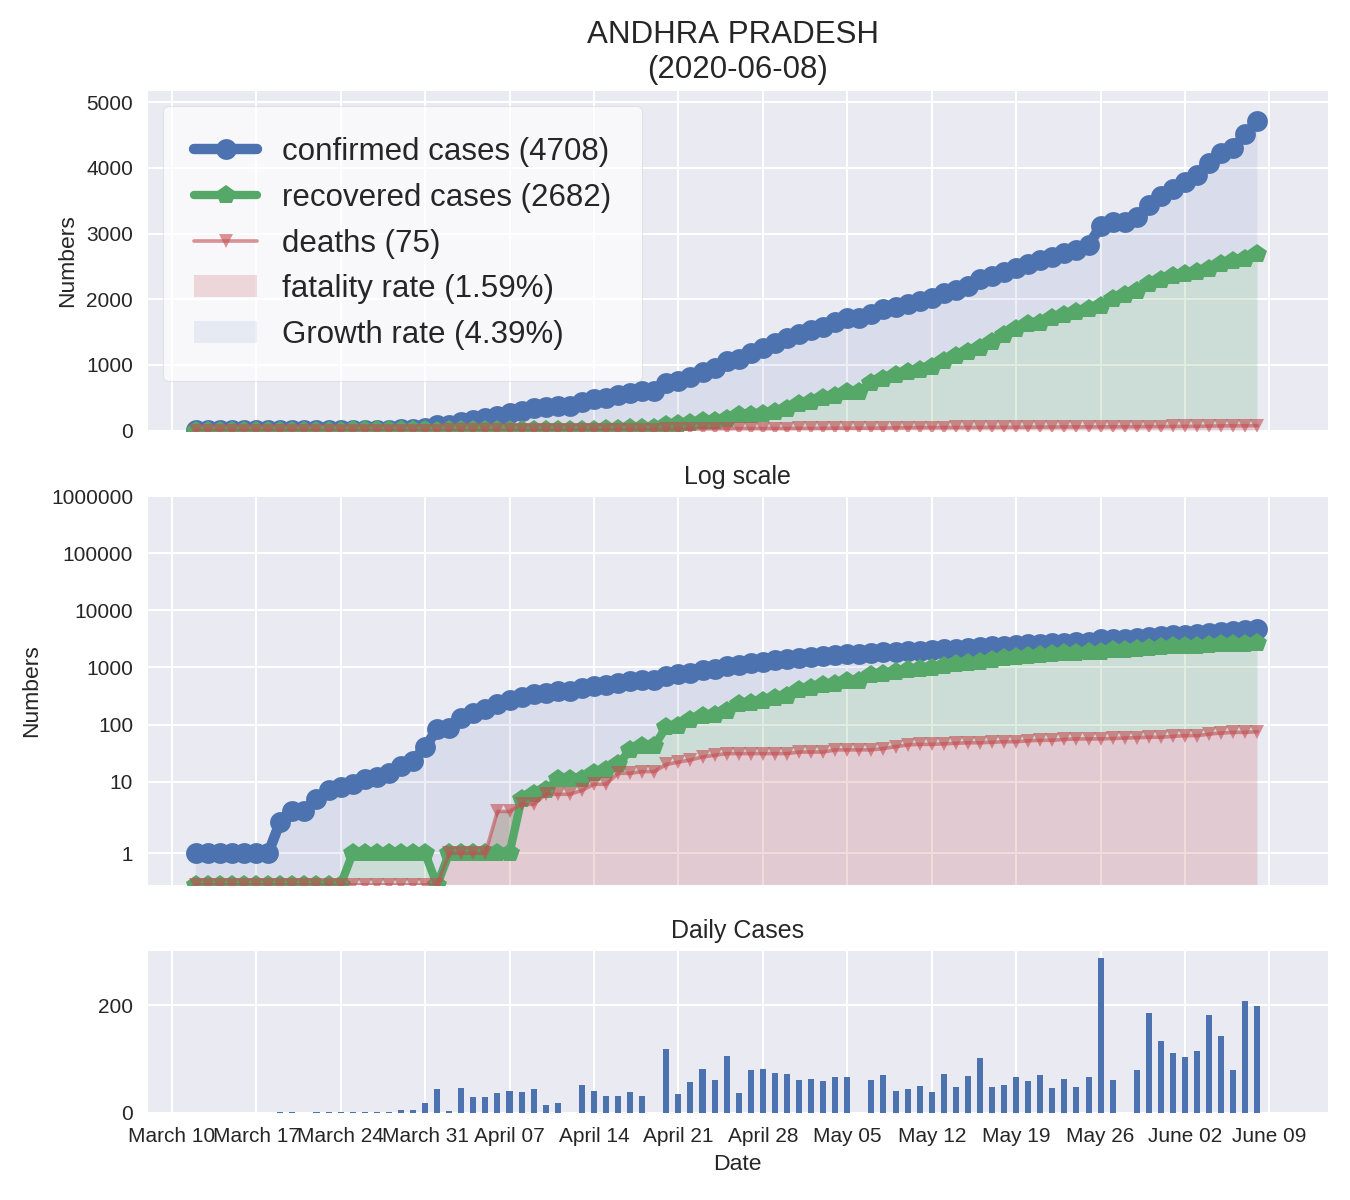 ANDHRA PRADESH
(2020-06-08)
5000
4000
3000
2000
1000
0
Numbers
confirmed cases (4708)
recovered cases (2682)
deaths (75)
fatality rate (1.59%)
Growth rate (4.39%)
Log scale
1000000
100000
10000
1000
100
10
1
Numbers
Daily Cases
200
0
March 10 March 17 March 24 March 31 April 07 April 14 April 21 April 28 May 05 May 12 May 19 May 26 June 02 June 09
Date